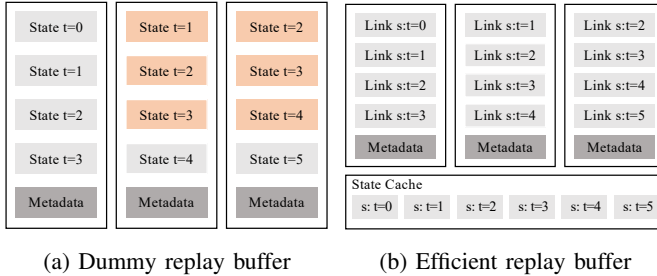 State t=0
State t=1
State t=2
State t=3
Metadata
State t=1
State t=2
State t=3
State t=4
Metadata
State t=2
State t=3
State t=4
State t=5
Metadata
(a) Dummy replay buffer
Link s:t=0
Link s:t=1
Link s:t=2
Link s:t=3
Metadata
Link s:t=1
Link s:t=2
Link s:t=3
Link s:t=4
Metadata
Link s:t=2
Link s:t=3
Link s:t=4
Link s:t=5
Metadata
State Cache
s: t=0 s: t=1 s: t=2 s: t=3 s: t=4 s: t=5
(b) Efficient replay buffer